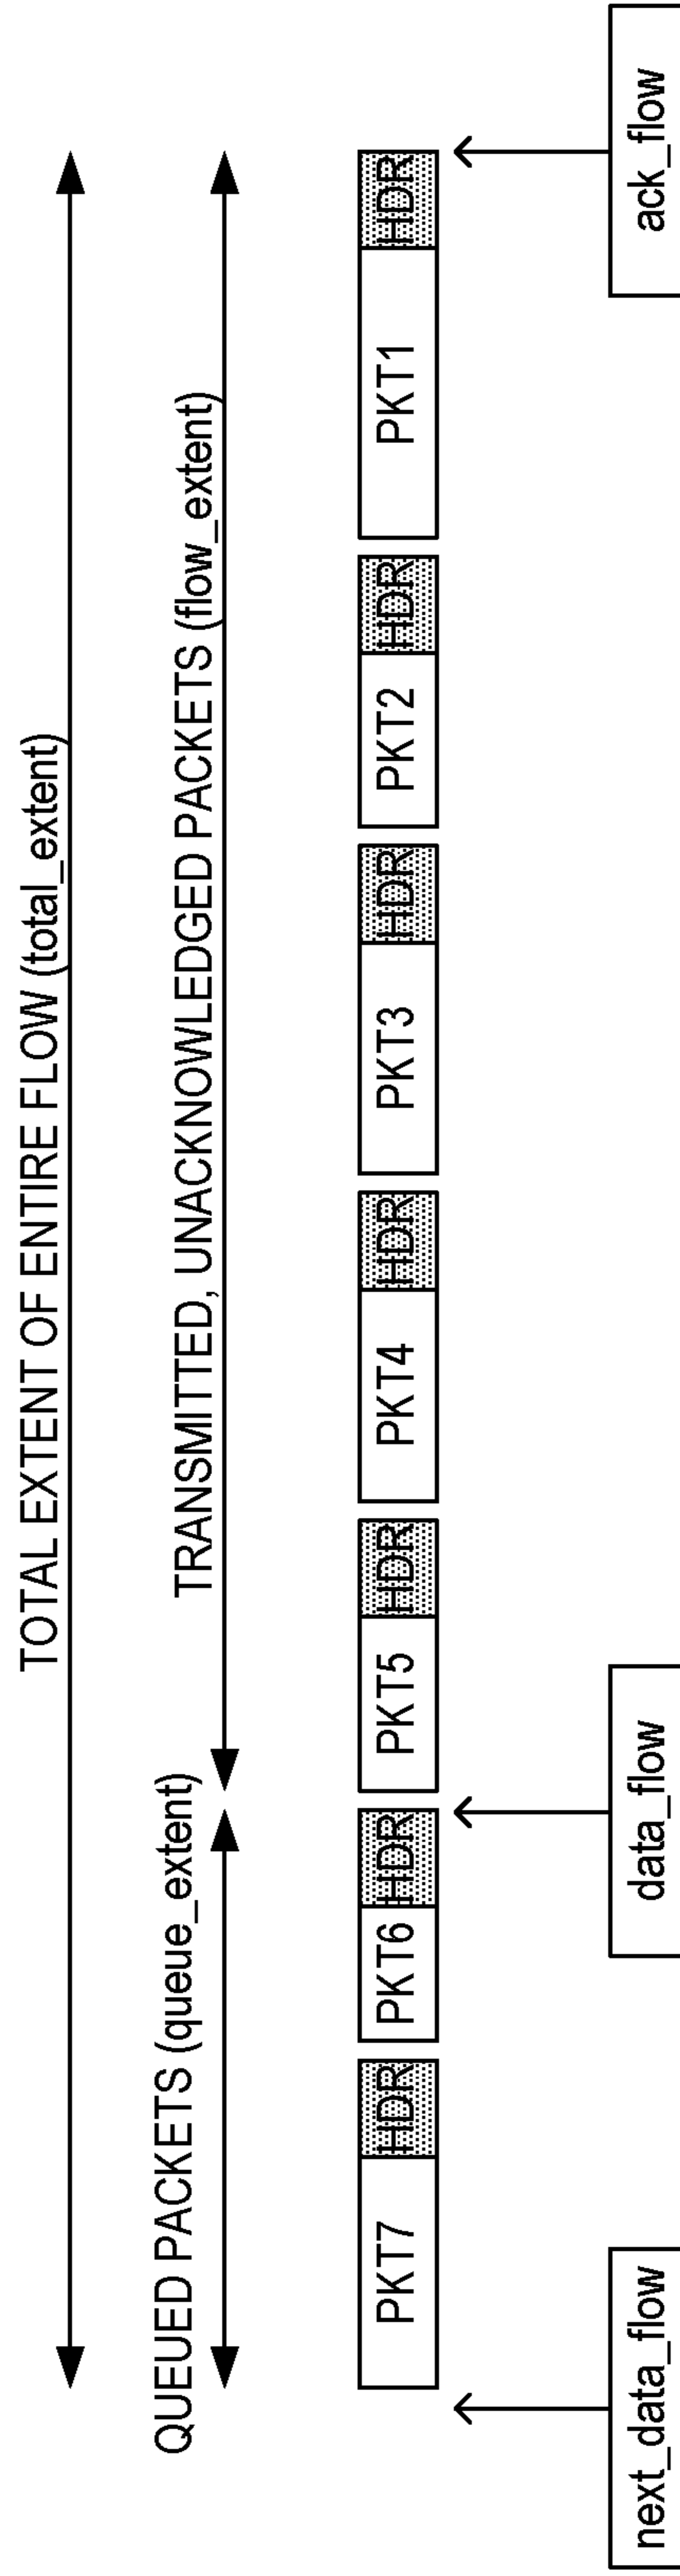 TOTAL EXTENT OF ENTIRE FLOW (total_extent)
QUEUED PACKETS (queue_extent)
TRANSMITTED, UNACKNOWLEDGED PACKETS (flow_extent)
PKT7 HDR PKT6 HDR PKT5 HDR PKT4 HDR PKT3 HDR PKT2 HDR PKT1 HDR
next_data_flow
data_flow
ack_flow